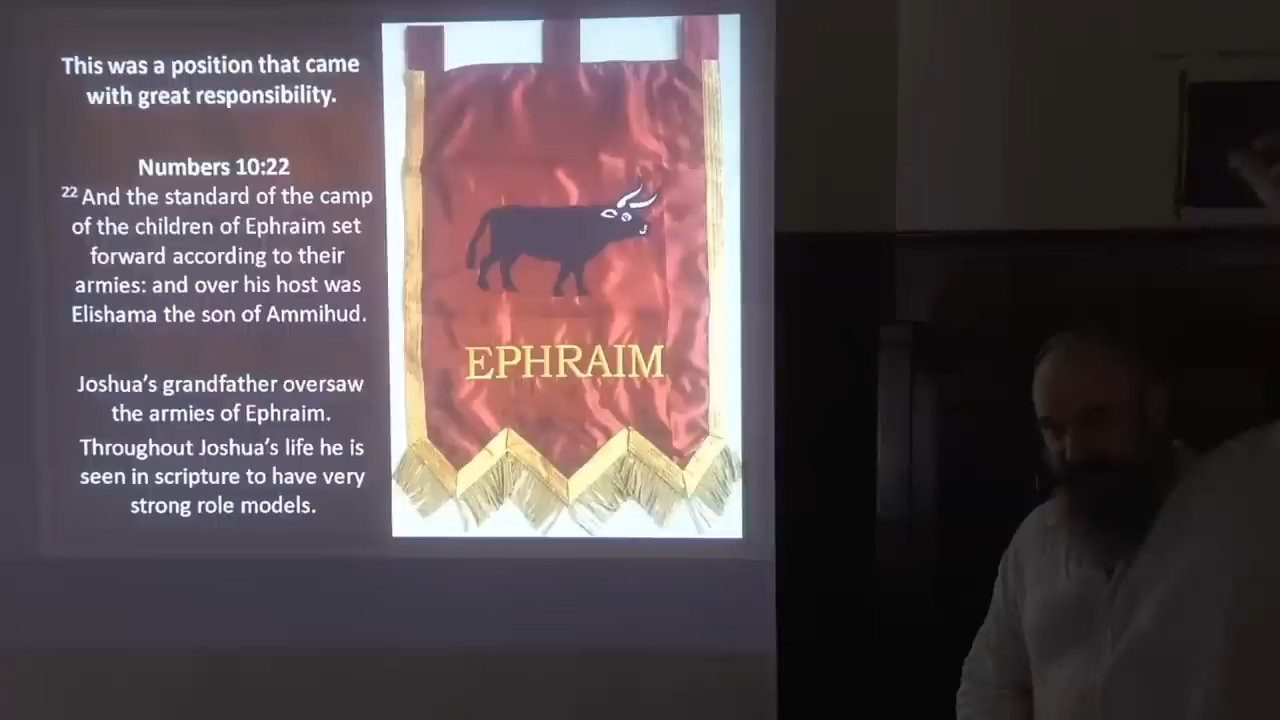 This was a position that came
with great responsibility.
Numbers 10:22
22 And the standard of the camp
of the children of Ephraim set
forward according to their
armies: and over his host was
Elishama the son of Ammihud.
Joshua’s grandfather oversaw
the armies of Ephraim.
Throughout Joshua’s life he is
seen in scripture to have very
strong role models.
EPHRAIM